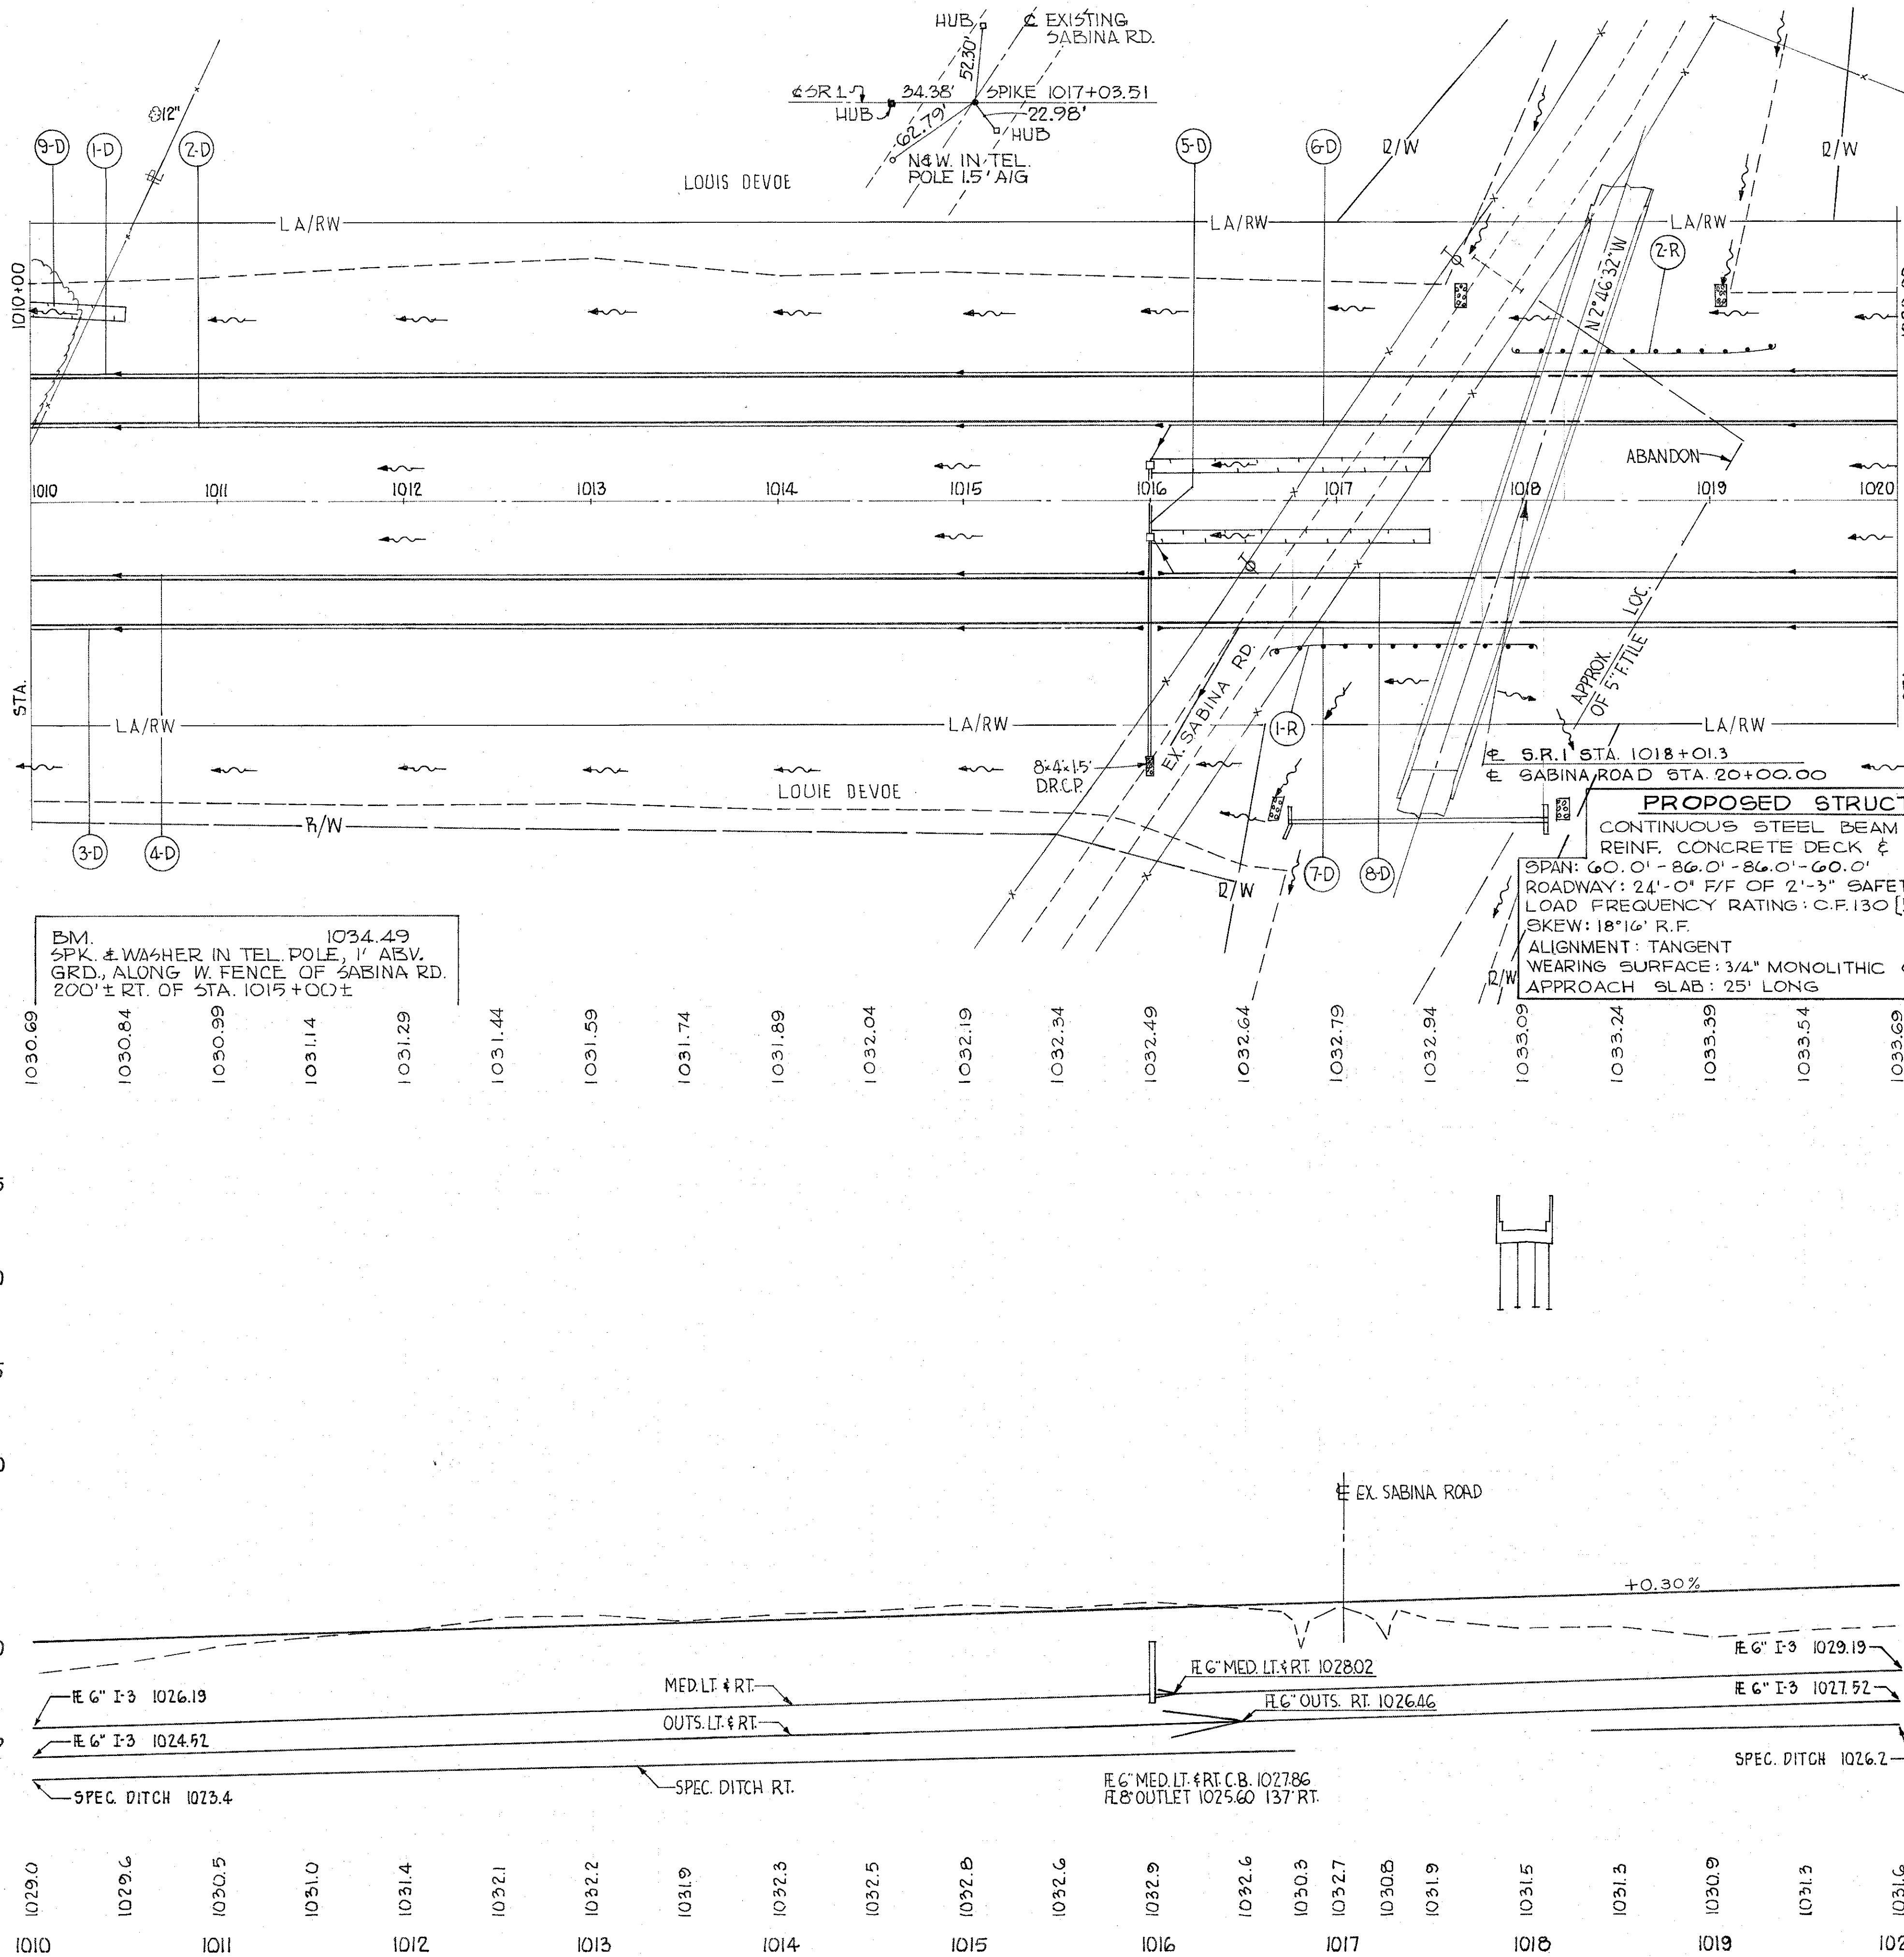 HUB
℄ EXISTING
SABINA RD.
52.30'
℄ SR 1-7
34.38'
SPIKE 1017+03.51
HUB
62.79'
22.98'
HUB
N&W. IN TEL.
POLE 1.5' A/G
12"
9-D
1-D
2-D
5-D
6-D
R/W
R/W
LOUIS DEVOE
LA/RW
LA/RW
LA/RW
2-R
1010+00
N 2°46'32" W
ABANDON
1010
1011
1012
1013
1014
1015
1016
1017
1018
1019
1020
STA.
LA/RW
LA/RW
LA/RW
EX. SABINA RD.
1-R
APPROX. LOC.
OF 5" F.TILE
8'x4'x1.5'
D.R.C.P.
℄ S.R.1 STA. 1018+01.3
℄ SABINA ROAD STA. 20+00.00
LOUIE DEVOE
R/W
3-D
4-D
R/W
7-D
8-D
R/W
PROPOSED STRUCT
CONTINUOUS STEEL BEAM
REINF. CONCRETE DECK &
SPAN: 60.0' - 86.0' - 86.0' - 60.0'
ROADWAY: 24'-0" F/F OF 2'-3" SAFET
LOAD FREQUENCY RATING: C.F. 130
SKEW: 18°16' R.F.
ALIGNMENT: TANGENT
WEARING SURFACE: 3/4" MONOLITHIC
APPROACH SLAB: 25' LONG
BM. 1034.49
SPK. & WASHER IN TEL. POLE, 1' ABV.
GRD., ALONG W. FENCE OF SABINA RD.
200'± RT. OF STA. 1015+00±
1030.69
1030.84
1030.99
1031.14
1031.29
1031.44
1031.59
1031.74
1031.89
1032.04
1032.19
1032.34
1032.49
1032.64
1032.79
1032.94
1033.09
1033.24
1033.39
1033.54
1033.69
℄ EX. SABINA ROAD
+0.30%
℄ 6" I-3 1026.19
MED. LT. & RT.
℄ 6" MED. LT. & RT. 1028.02
℄ 6" I-3 1029.19
℄ 6" I-3 1024.52
OUTS. LT. & RT.
℄ 6" OUTS. RT. 1026.46
℄ 6" I-3 1027.52
SPEC. DITCH 1023.4
SPEC. DITCH RT.
℄ 6" MED. LT. & RT. C.B. 1027.86
℄ 8" OUTLET 1025.60 137' RT.
SPEC. DITCH 1026.2
1029.0
1029.6
1030.5
1031.0
1031.4
1032.1
1032.2
1031.9
1032.3
1032.5
1032.8
1032.6
1032.9
1032.6
1030.3
1032.7
1030.8
1031.9
1031.5
1031.3
1030.9
1031.3
1031.6
1010
1011
1012
1013
1014
1015
1016
1017
1018
1019
102